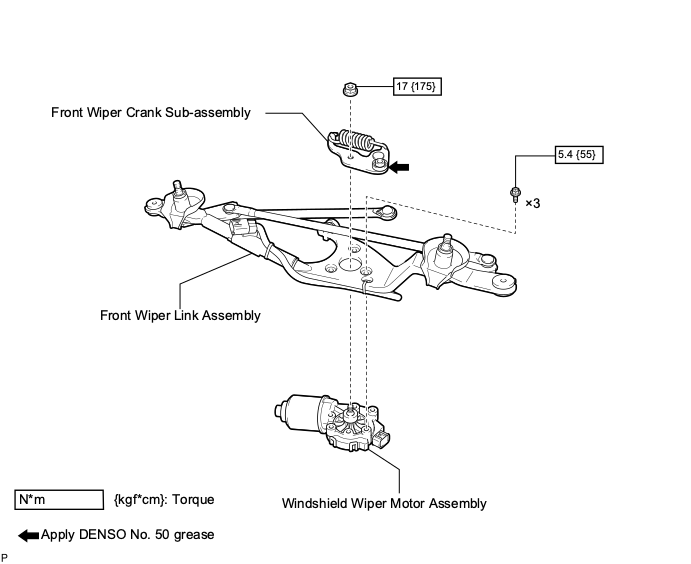 17 {175}
Front Wiper Crank Sub-assembly
5.4 {55}
×3
Front Wiper Link Assembly
N*m {kgf*cm}: Torque
Windshield Wiper Motor Assembly
Apply DENSO No. 50 grease
P